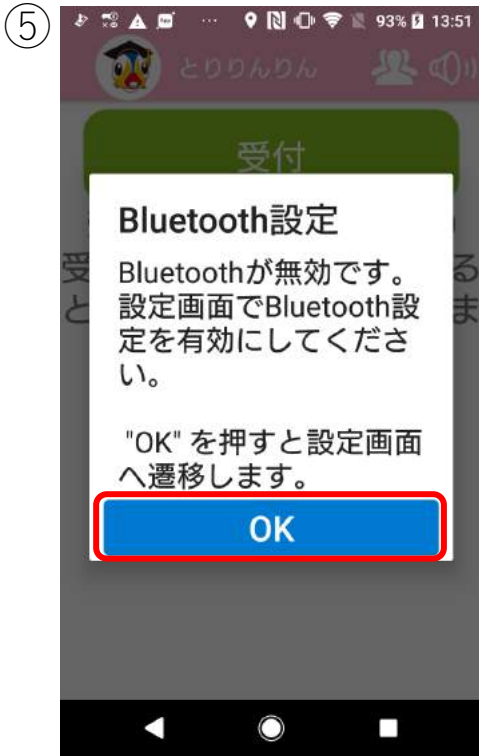 ⑤
93% 13:51
とりりんりん
受付
Bluetooth設定
Bluetoothが無効です。
設定画面でBluetooth設
定を有効にしてくださ
い。
"OK" を押すと設定画面
へ遷移します。
OK
受
る
と
ま